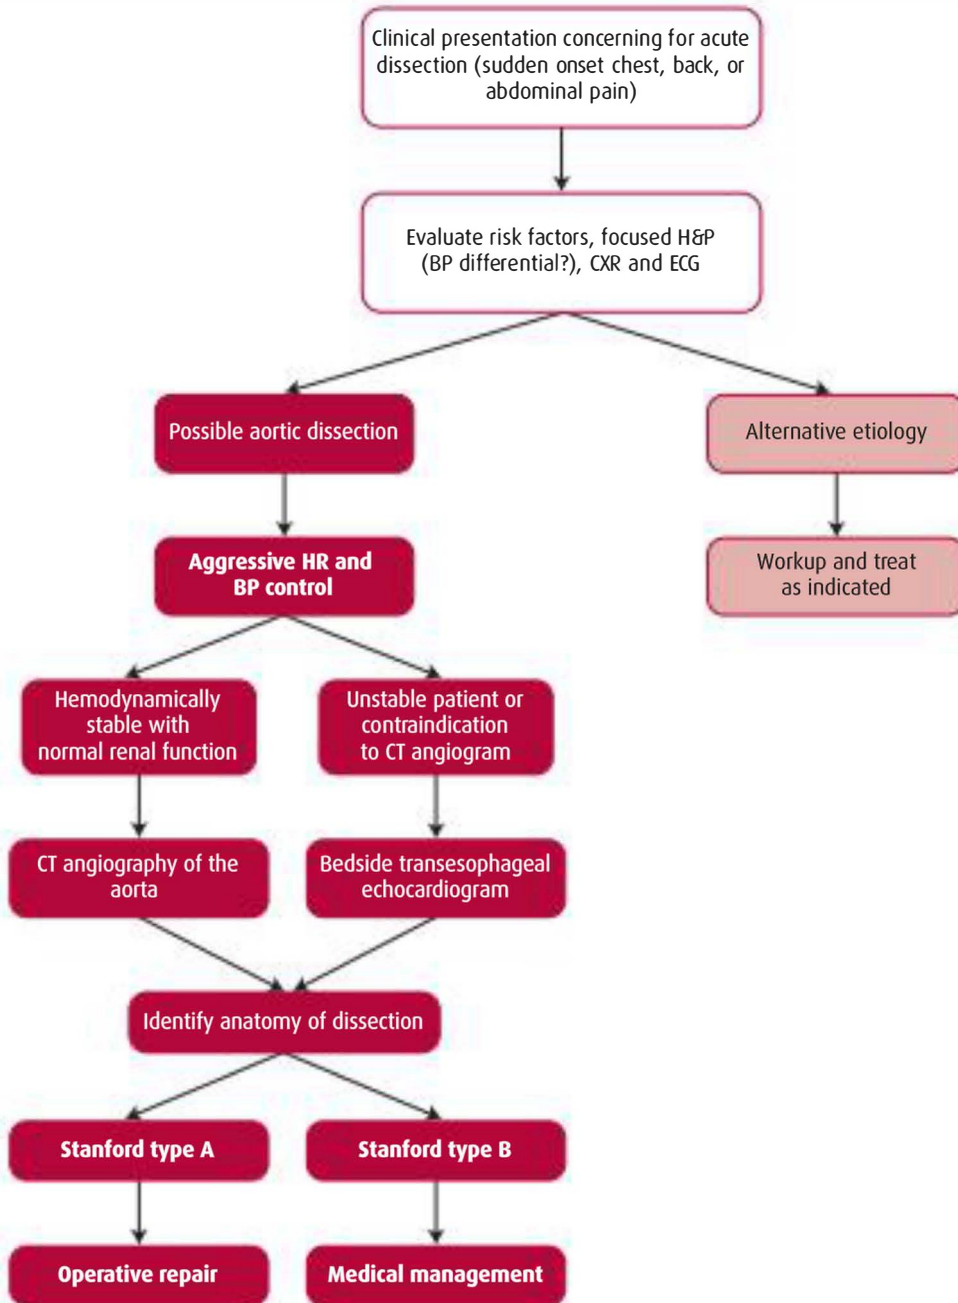 Clinical presentation concerning for acute
dissection (sudden onset chest, back, or
abdominal pain)
Evaluate risk factors, focused H&P
(BP differential?), CXR and ECG
Possible aortic dissection
Alternative etiology
Aggressive HR and
BP control
Workup and treat
as indicated
Hemodynamically
stable with
normal renal function
Unstable patient or
contraindication
to CT angiogram
CT angiography of the
aorta
Bedside transesophageal
echocardiogram
Identify anatomy of dissection
Stanford type A
Stanford type B
Operative repair
Medical management